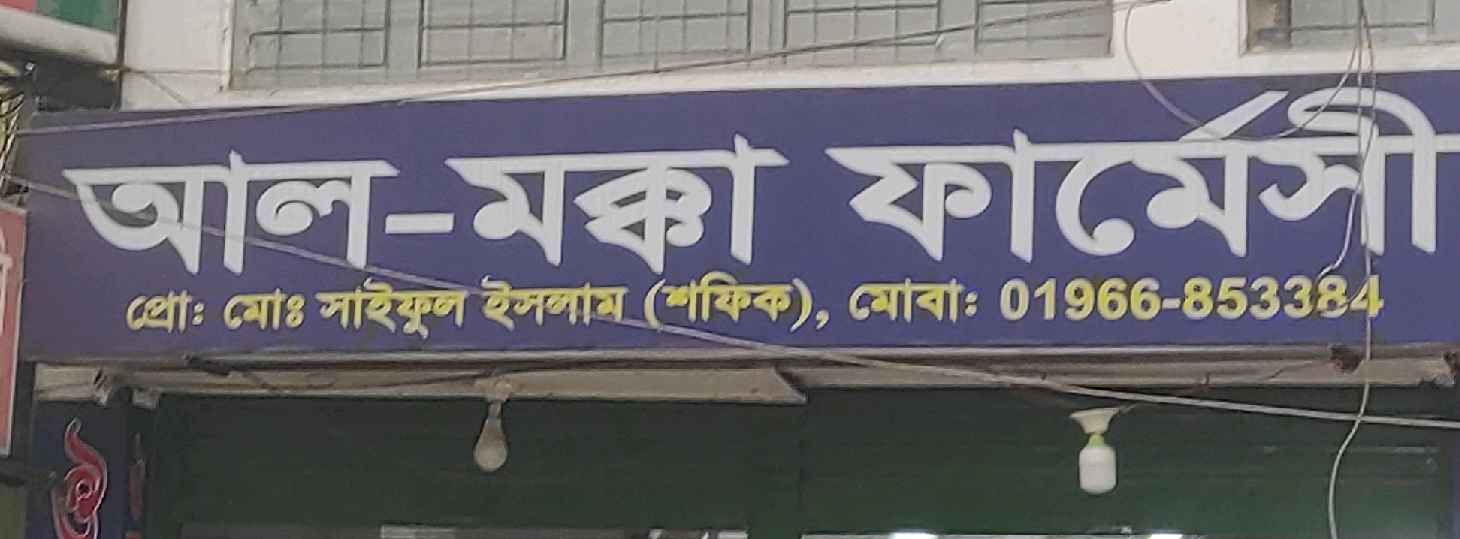 আল-মক্কা ফার্মেসী
প্রো: মোঃ সাইফুল ইসলাম (শফিক), মোবা: 01966-853384